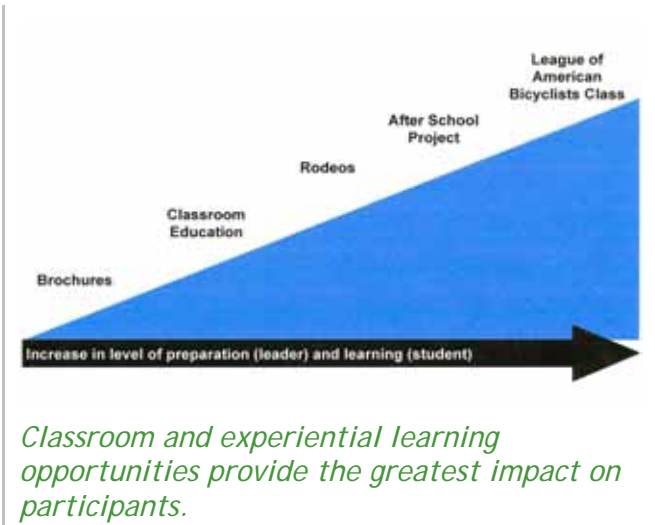 League of
American
Bicyclists Class
After School
Project
Rodeos
Classroom
Education
Brochures
Increase in level of preparation (leader) and learning (student)
Classroom and experiential learning
opportunities provide the greatest impact on
participants.